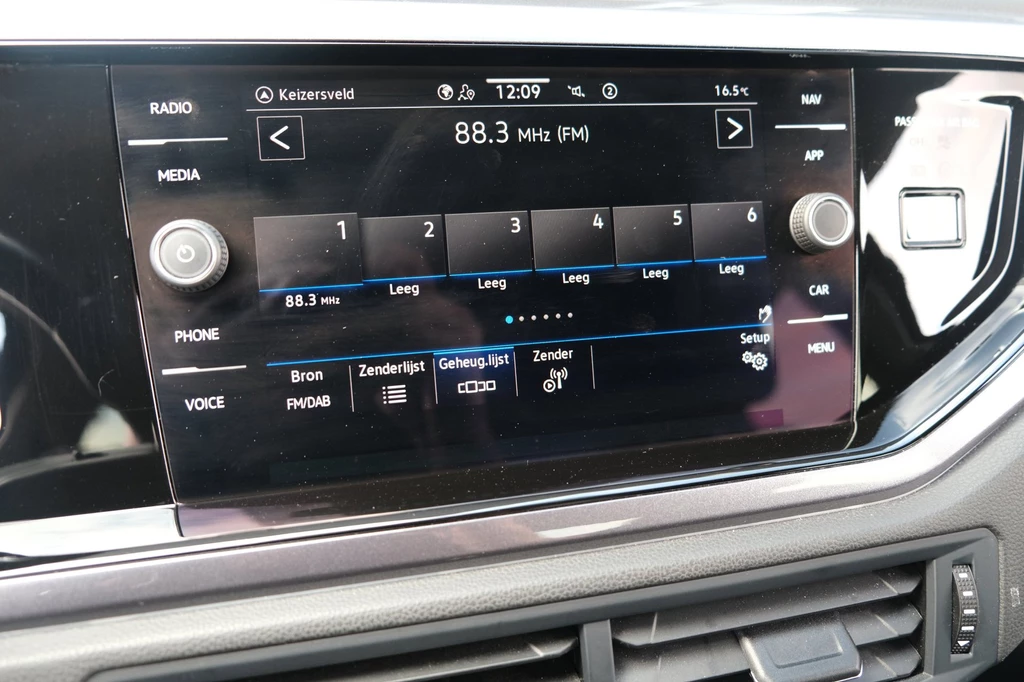 RADIO
MEDIA
PHONE
VOICE
Keizersveld
12:09
2
16.5°C
88.3 MHz (FM)
1
2
3
4
5
6
88.3 MHz
Leeg
Leeg
Leeg
Leeg
Leeg
Bron
FM/DAB
Zenderlijst
Geheug.lijst
Zender
Setup
NAV
APP
CAR
MENU